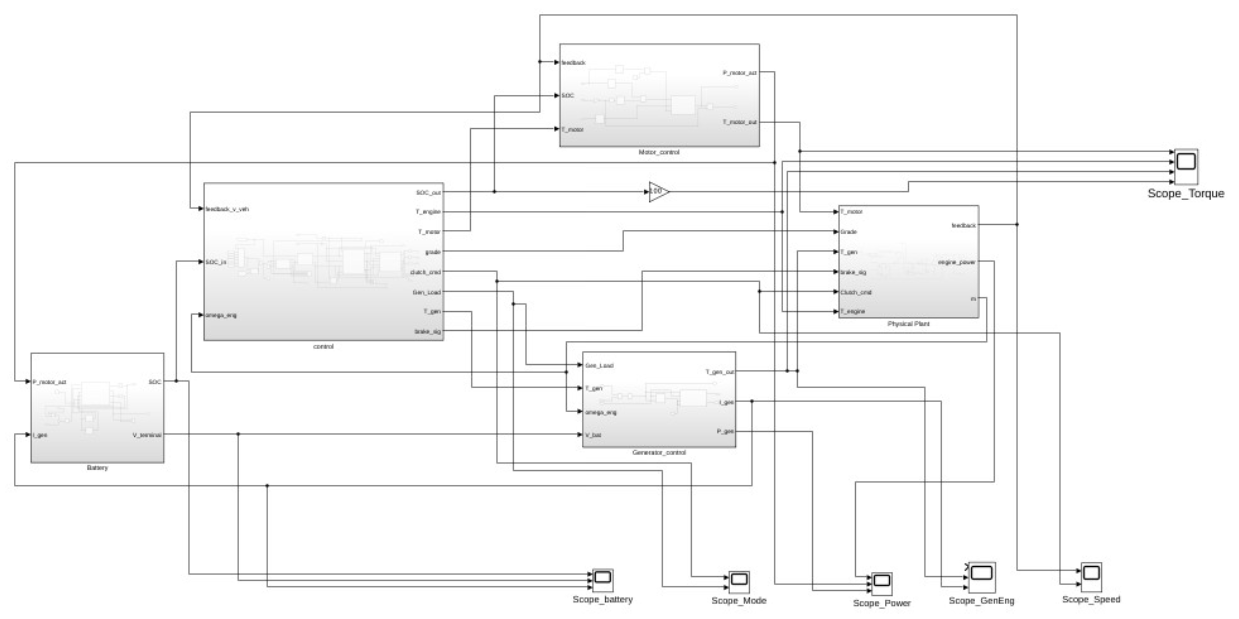 feedback
P_motor_out
SOC
T_motor_out
T_motor
Motor_control
Scope_Torque
SOC_out
100
feedback_v_veh
T_engine
T_motor
T_motor
feedback
grade
Grade
SOC_in
T_gen
engine_power
clutch_cmd
brake_sig
Gen_Load
Clutch_cmd
m
omega_eng
T_gen
T_engine
brake_sig
Physical Plant
control
Gen_Load
T_gen_out
P_motor_out
SOC
T_gen
I_gen
omega_eng
I_gen
V_terminal
V_bat
P_gen
Generator_control
Battery
Scope_battery
Scope_Mode
Scope_Power
Scope_GenEng
Scope_Speed